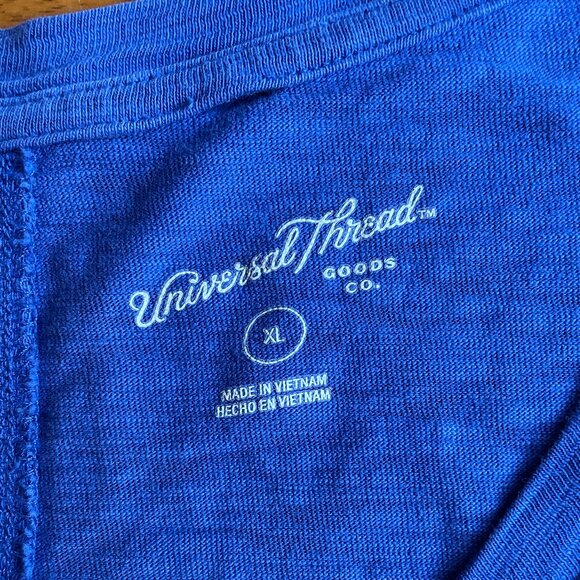 Universal Thread™
GOODS
CO.
XL
MADE IN VIETNAM
HECHO EN VIETNAM